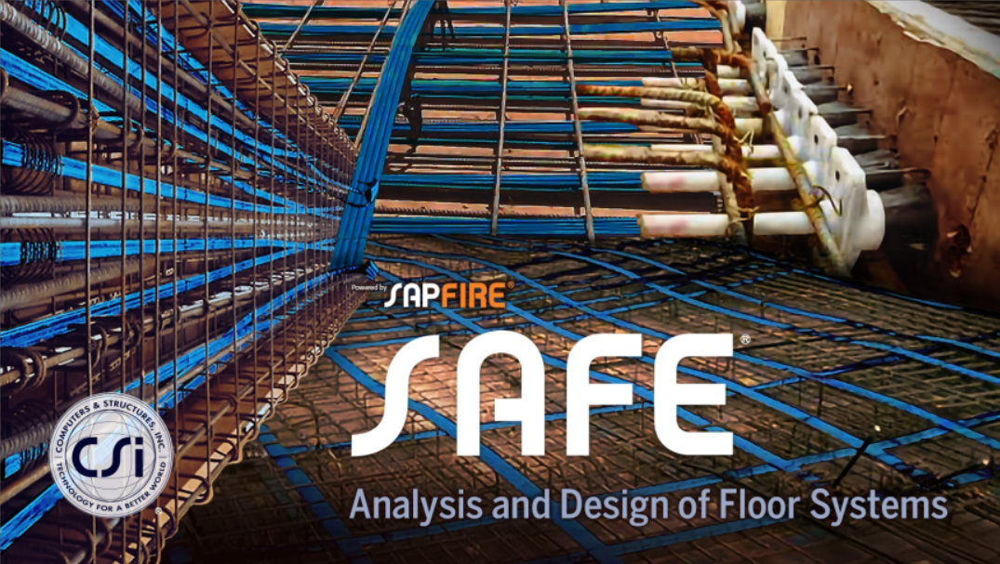 Powered by SAPFIRE®
SAFE®
COMPUTERS & STRUCTURES, INC.
CSi
TECHNOLOGY FOR A BETTER WORLD
®
Analysis and Design of Floor Systems